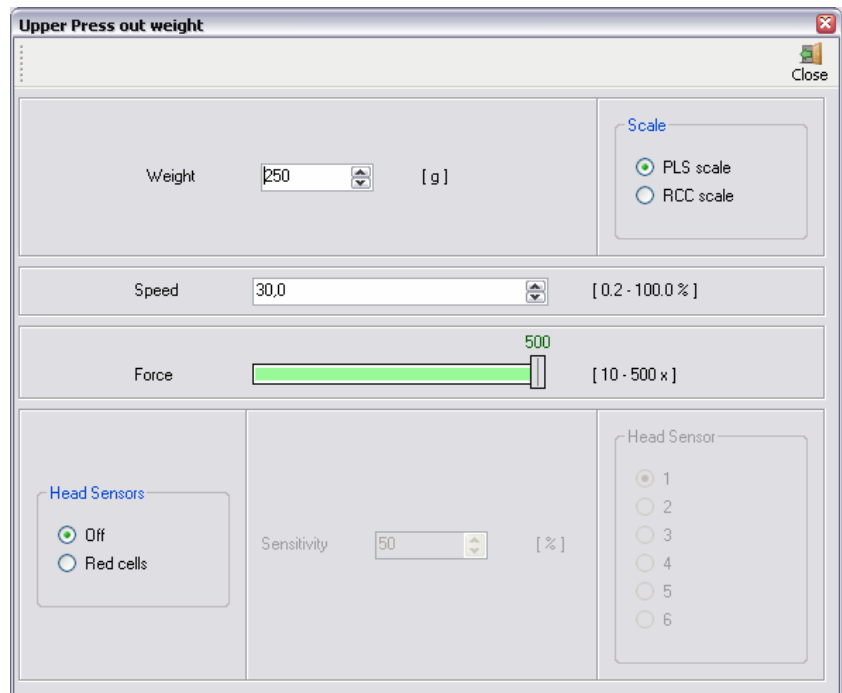 Upper Press out weight
Close
Scale
Weight 250 [ g ]
PLS scale
RCC scale
Speed 30,0 [ 0.2 - 100.0 % ]
500
Force [ 10 - 500 x ]
Head Sensor
1
Head Sensors
2
Off
Sensitivity 50 [ % ]
3
Red cells
4
5
6